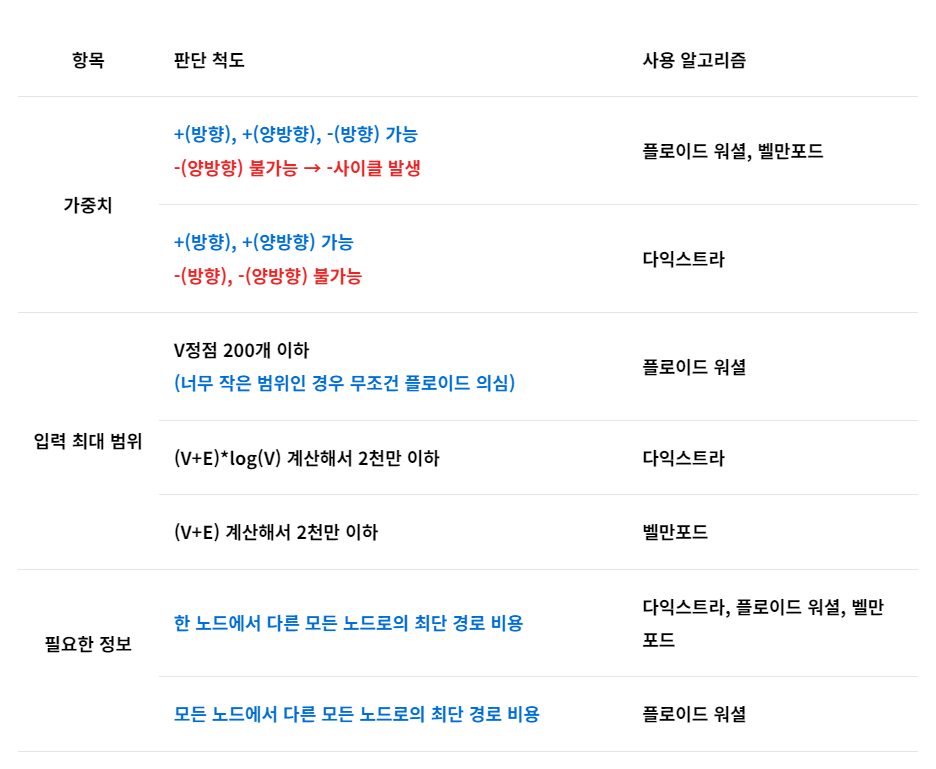 항목 판단 척도 사용 알고리즘
가중치
+(방향), +(양방향), -(방향) 가능
-(양방향) 불가능 → -사이클 발생
플로이드 워셜, 벨만포드
+(방향), +(양방향) 가능
-(방향), -(양방향) 불가능
다익스트라
입력 최대 범위
V정점 200개 이하
(너무 작은 범위인 경우 무조건 플로이드 의심)
플로이드 워셜
(V+E)*log(V) 계산해서 2천만 이하
다익스트라
(V+E) 계산해서 2천만 이하
벨만포드
필요한 정보
한 노드에서 다른 모든 노드로의 최단 경로 비용
다익스트라, 플로이드 워셜, 벨만
포드
모든 노드에서 다른 모든 노드로의 최단 경로 비용
플로이드 워셜